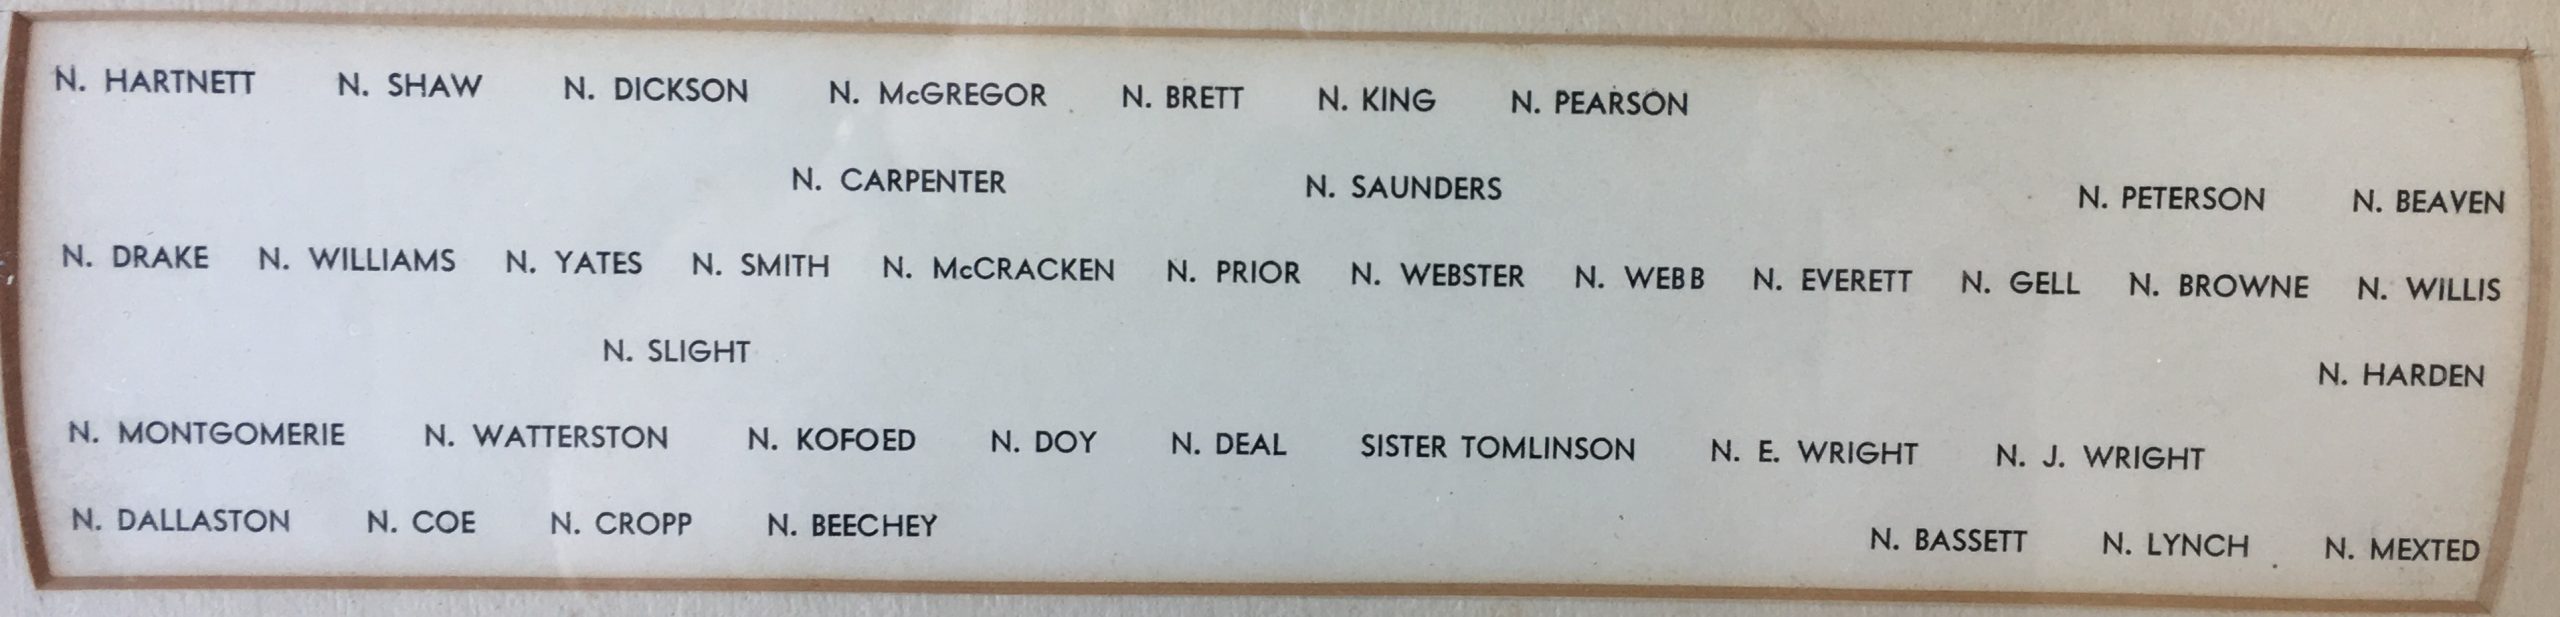 N. HARTNETT N. SHAW N. DICKSON N. McGREGOR N. BRETT N. KING N. PEARSON
N. CARPENTER N. SAUNDERS N. PETERSON N. BEAVEN
N. DRAKE N. WILLIAMS N. YATES N. SMITH N. McCRACKEN N. PRIOR N. WEBSTER N. WEBB N. EVERETT N. GELL N. BROWNE N. WILLIS
N. SLIGHT N. HARDEN
N. MONTGOMERIE N. WATTERSTON N. KOFOED N. DOY N. DEAL SISTER TOMLINSON N. E. WRIGHT N. J. WRIGHT
N. DALLASTON N. COE N. CROPP N. BEECHEY N. BASSETT N. LYNCH N. MEXTED